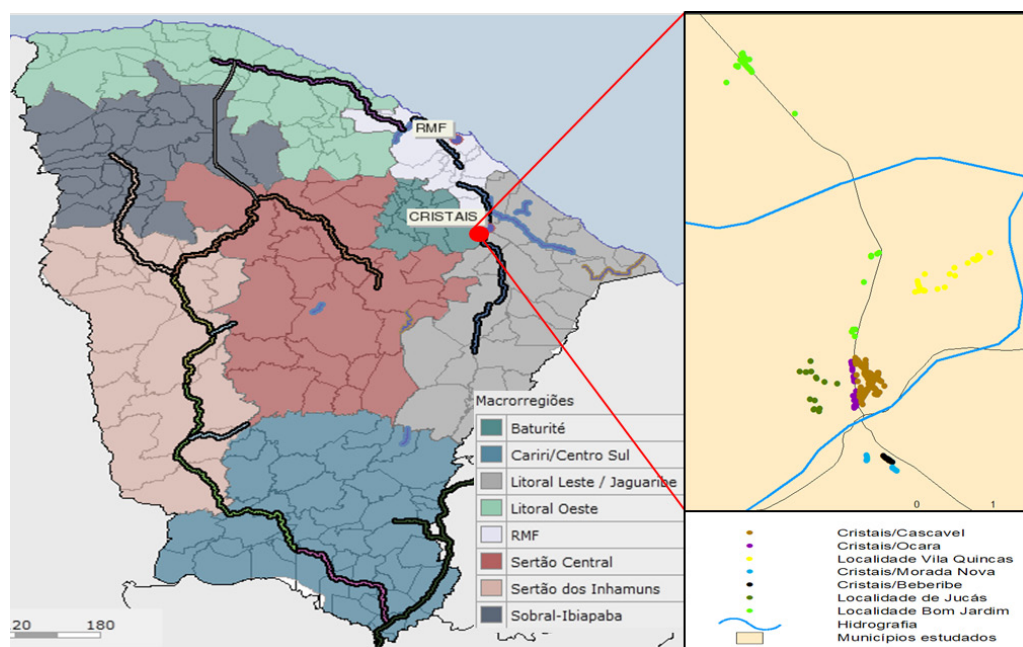 RMF
CRISTAIS
Macrorregiões
Baturité
Cariri/Centro Sul
Litoral Leste / Jaguaribe
Litoral Oeste
RMF
Sertão Central
Sertão dos Inhamuns
Sobral-Ibiapaba
180
0 1
Cristais/Cascavel
Cristais/Ocara
Localidade Vila Quincas
Cristais/Morada Nova
Cristais/Beberibe
Localidade de Jucás
Localidade Bom Jardim
Hidrografia
Municípios estudados